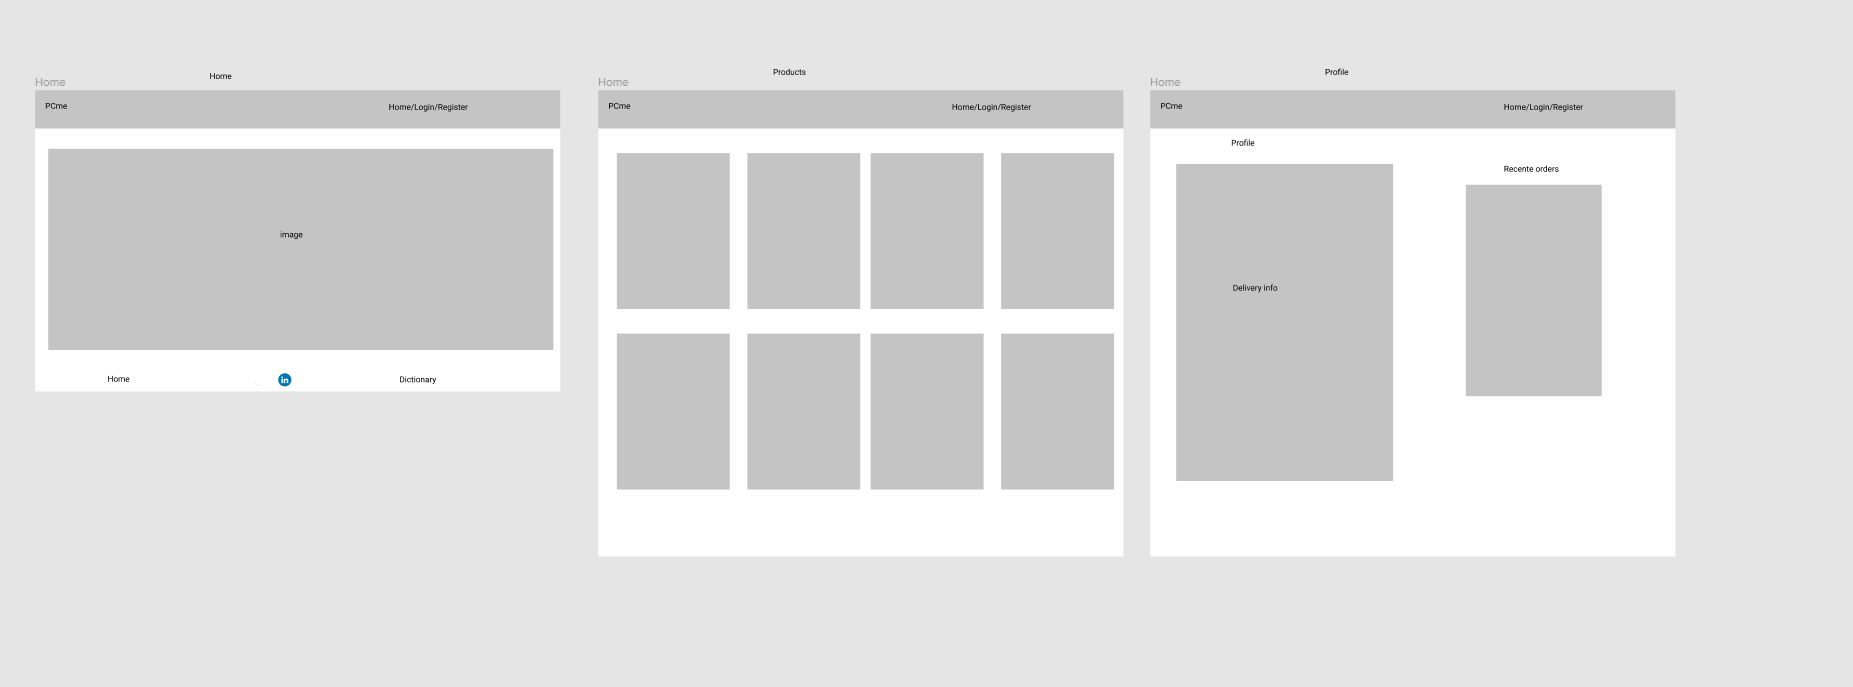 Home
Home
PCme
Home/Login/Register
image
Home
in
Dictionary
Products
Home
PCme
Home/Login/Register
Profile
Home
PCme
Home/Login/Register
Profile
Recente orders
Delivery info